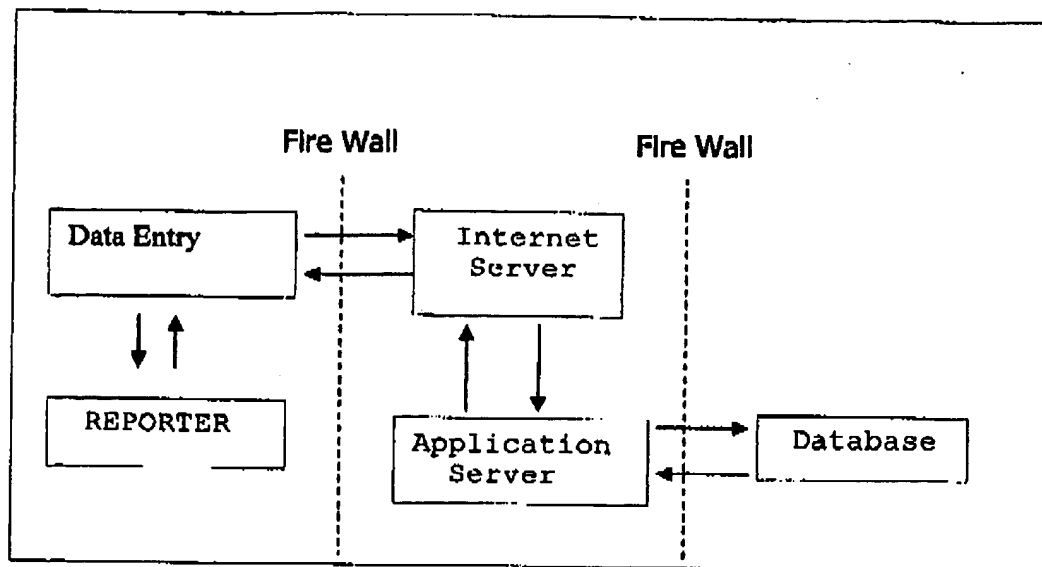 Fire Wall
Fire Wall
Data Entry
Internet
Server
REPORTER
Application
Server
Database